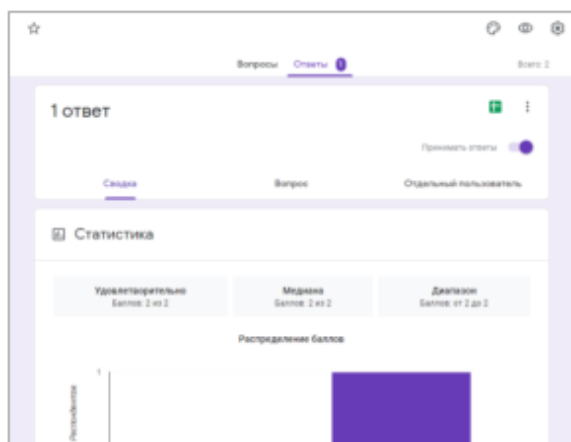 Вопросы Ответы 1 Всего: 2
1 ответ
Принимать ответы
Сводка Вопрос Отдельный пользователь
Статистика
Удовлетворительно Медиана Диапазон
Баллов: 2 из 2 Баллов: 2 из 2 Баллов: от 2 до 2
Распределение баллов
1
Респондентов